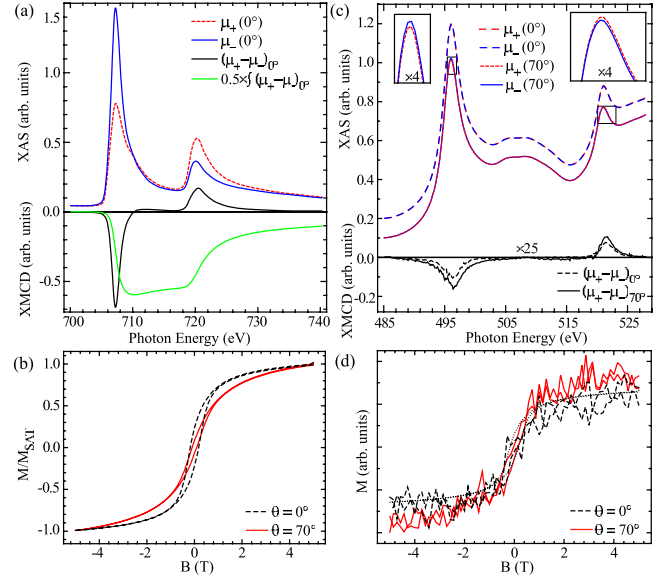 (a)
XAS (arb. units)
1.5
1.0
0.5
0.0
-0.5
XMCD (arb. units)
μ₊ (0°)
μ₋ (0°)
(μ₊−μ₋)₀°
0.5×∫(μ₊−μ₋)₀°
700 710 720 730 740
Photon Energy (eV)
(c)
XAS (arb. units)
1.2
1.0
0.8
0.6
0.4
0.2
0.0
-0.2
XMCD (arb. units)
×4
μ₊ (0°)
μ₋ (0°)
μ₊ (70°)
μ₋ (70°)
×4
×25
(μ₊−μ₋)₀°
(μ₊−μ₋)₇₀°
485 495 505 515 525
Photon Energy (eV)
(b)
M/M_SAT
1.0
0.5
0.0
-0.5
-1.0
θ = 0°
θ = 70°
-4 -2 0 2 4
B (T)
(d)
M (arb. units)
θ = 0°
θ = 70°
-4 -2 0 2 4
B (T)